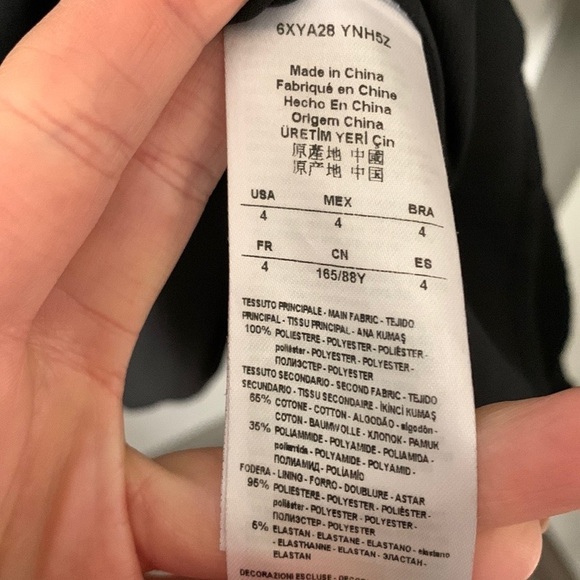 6XYA28 YNH5Z
Made in China
Fabriqué en Chine
Hecho En China
Origem China
ÜRETİM YERİ Çin
原產地 中國
原产地 中国
USA MEX BRA
4 4 4
FR CN ES
4 165/88Y 4
TESSUTO PRINCIPALE - MAIN FABRIC - TEJIDO
PRINCIPAL - TISSU PRINCIPAL - ANA KUMAŞ
100% POLIESTERE - POLYESTER - POLIÉSTER -
poliéster - POLYESTER - POLYESTER -
ПОЛИЭСТЕР - POLYESTER
TESSUTO SECONDARIO - SECOND FABRIC - TEJIDO
SECUNDARIO - TISSU SECONDAIRE - İKİNCİ KUMAŞ
65% COTONE - COTTON - ALGODÃO - algodón -
COTON - BAUMWOLLE - ХЛОПОК - PAMUK
35% POLIAMMIDE - POLYAMIDE - POLIAMIDA -
poliamida - POLYAMIDE - POLYAMID -
ПОЛИАМИД - POLİAMİD
FODERA - LINING - FORRO - DOUBLURE - ASTAR
95% POLIESTERE - POLYESTER - POLIÉSTER -
poliéster - POLYESTER - POLYESTER -
ПОЛИЭСТЕР - POLYESTER
5% ELASTAN - ELASTANE - ELASTANO - elastano
- ELASTHANNE - ELASTAN - ЭЛАСТАН -
ELASTAN
DECORAZIONI ESCLUSE -